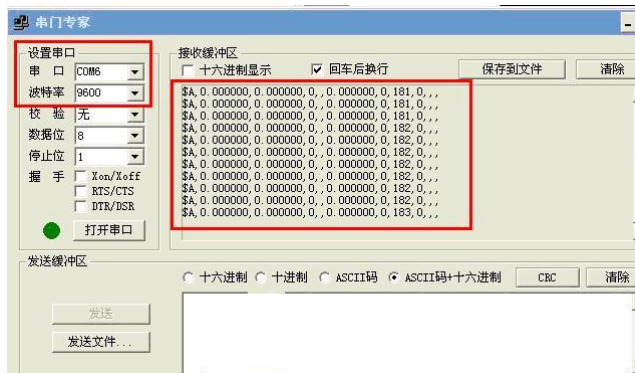 串门专家
设置串口
串 口 COM6
波特率 9600
校 验 无
数据位 8
停止位 1
握 手 Xon/Xoff
RTS/CTS
DTR/DSR
打开串口
接收缓冲区
十六进制显示 回车后换行 保存到文件 清除
$A,0.000000,0.000000,0,,0.000000,0,181,0,,,
$A,0.000000,0.000000,0,,0.000000,0,181,0,,,
$A,0.000000,0.000000,0,,0.000000,0,181,0,,,
$A,0.000000,0.000000,0,,0.000000,0,182,0,,,
$A,0.000000,0.000000,0,,0.000000,0,182,0,,,
$A,0.000000,0.000000,0,,0.000000,0,182,0,,,
$A,0.000000,0.000000,0,,0.000000,0,182,0,,,
$A,0.000000,0.000000,0,,0.000000,0,182,0,,,
$A,0.000000,0.000000,0,,0.000000,0,182,0,,,
$A,0.000000,0.000000,0,,0.000000,0,182,0,,,
$A,0.000000,0.000000,0,,0.000000,0,183,0,,,
发送缓冲区
十六进制 十进制 ASCII码 ASCII码+十六进制 CRC 清除
发送
发送文件...